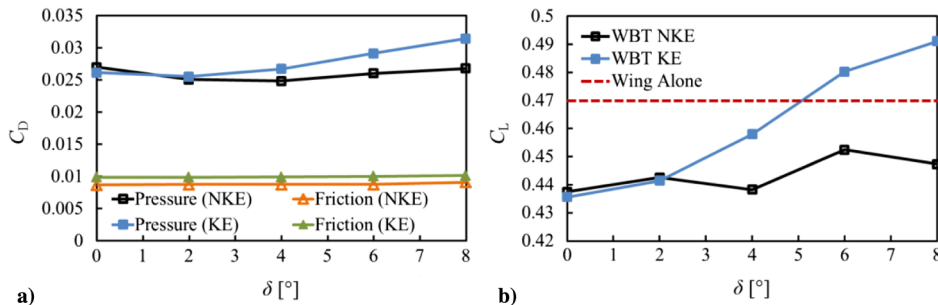 0.035
0.03
0.025
0.02
0.015
0.01
0.005
0
C_D
Pressure (NKE)
Friction (NKE)
Pressure (KE)
Friction (KE)
0 1 2 3 4 5 6 7 8
δ [°]
a)
0.5
0.49
0.48
0.47
0.46
0.45
0.44
0.43
0.42
C_L
WBT NKE
WBT KE
Wing Alone
0 1 2 3 4 5 6 7 8
δ [°]
b)